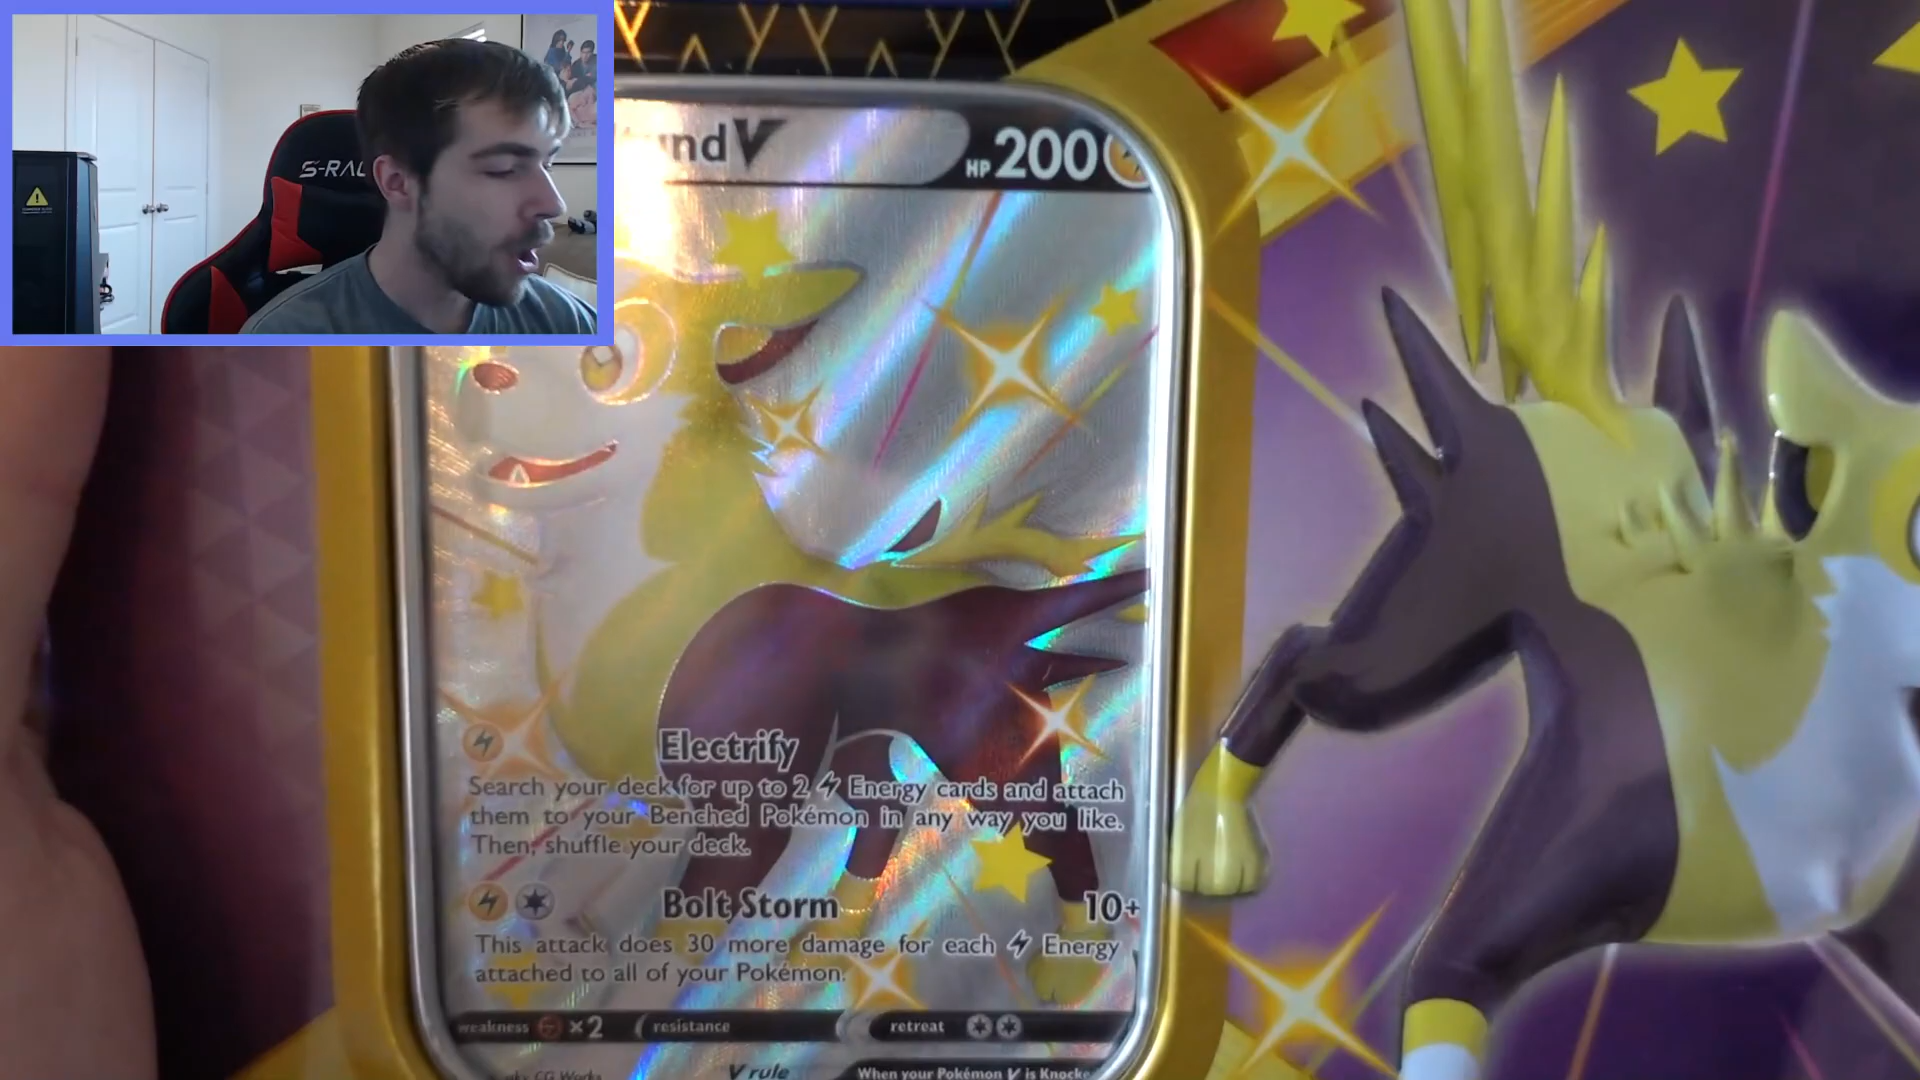 S-RAC
undV HP 200
Electrify
Search your deck for up to 2 Energy cards and attach
them to your Benched Pokémon in any way you like.
Then, shuffle your deck.
Bolt Storm 10+
This attack does 30 more damage for each Energy
attached to all of your Pokémon.
weakness ×2 resistance retreat
CG Works V rule When your Pokémon V is Knocke